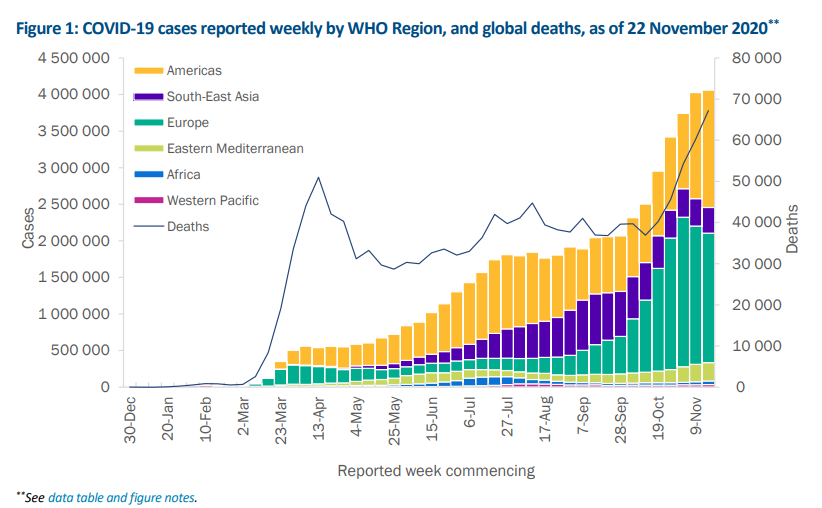 Figure 1: COVID-19 cases reported weekly by WHO Region, and global deaths, as of 22 November 2020**
4 500 000
4 000 000
3 500 000
3 000 000
2 500 000
2 000 000
1 500 000
1 000 000
500 000
0
Cases
Americas
South-East Asia
Europe
Eastern Mediterranean
Africa
Western Pacific
Deaths
80 000
70 000
60 000
50 000
40 000
30 000
20 000
10 000
0
Deaths
30-Dec
20-Jan
10-Feb
2-Mar
23-Mar
13-Apr
4-May
25-May
15-Jun
6-Jul
27-Jul
17-Aug
7-Sep
28-Sep
19-Oct
9-Nov
Reported week commencing
**See data table and figure notes.